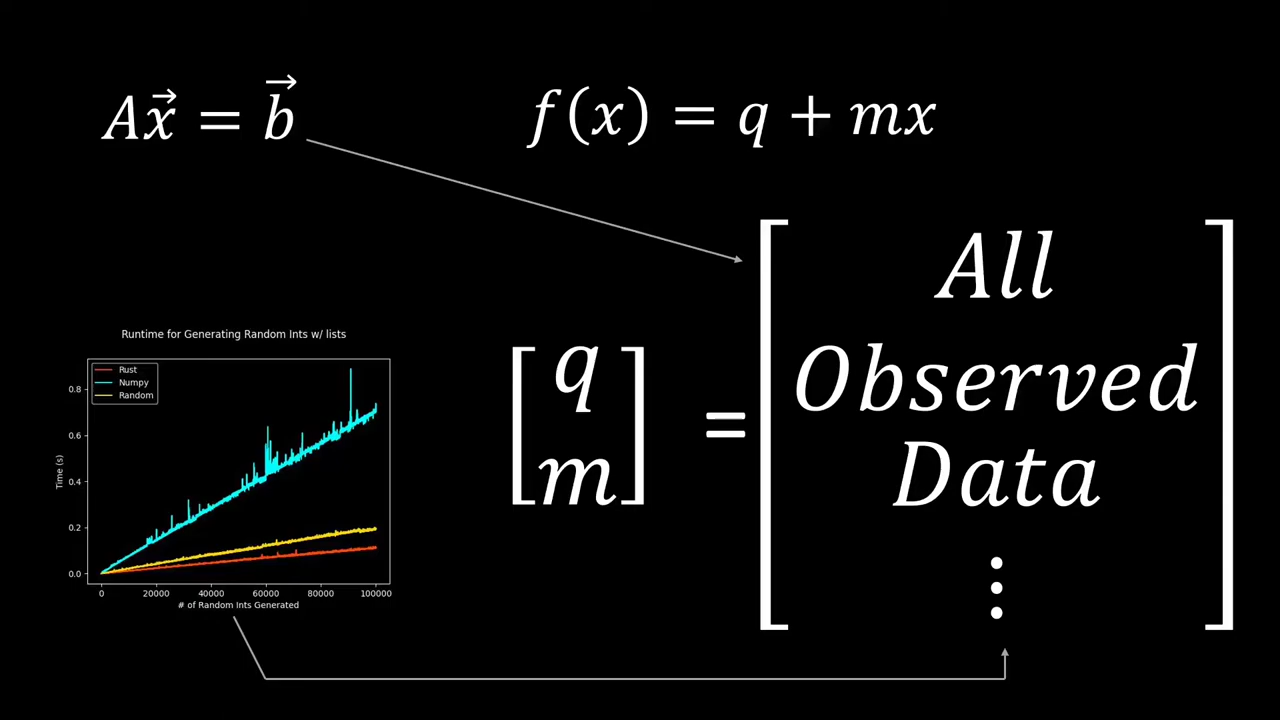 Ax⃗ = b⃗
f(x) = q + mx
Runtime for Generating Random Ints w/ lists
Rust
Numpy
Random
0.8
0.6
0.4
0.2
0.0
Time (s)
0 20000 40000 60000 80000 100000
# of Random Ints Generated
q
m
=
All
Observed
Data
⋮